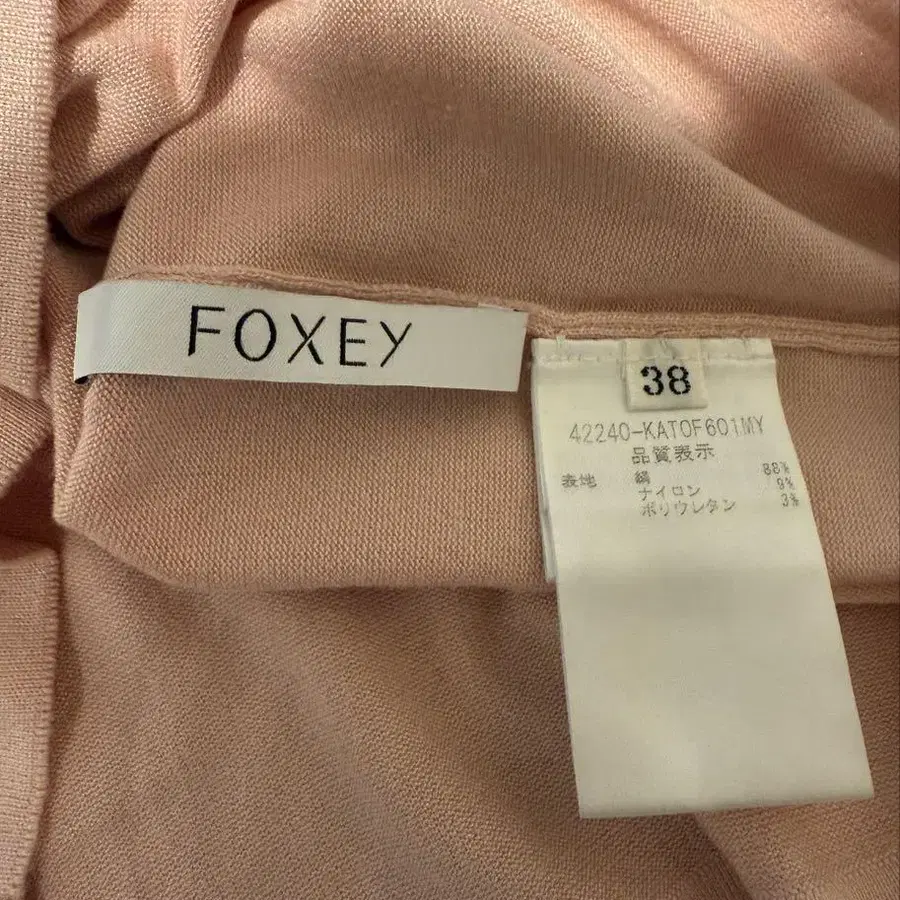 FOXEY
38
42240-KATOF601MY
品質表示
表地 絹 88%
ナイロン 9%
ポリウレタン 3%